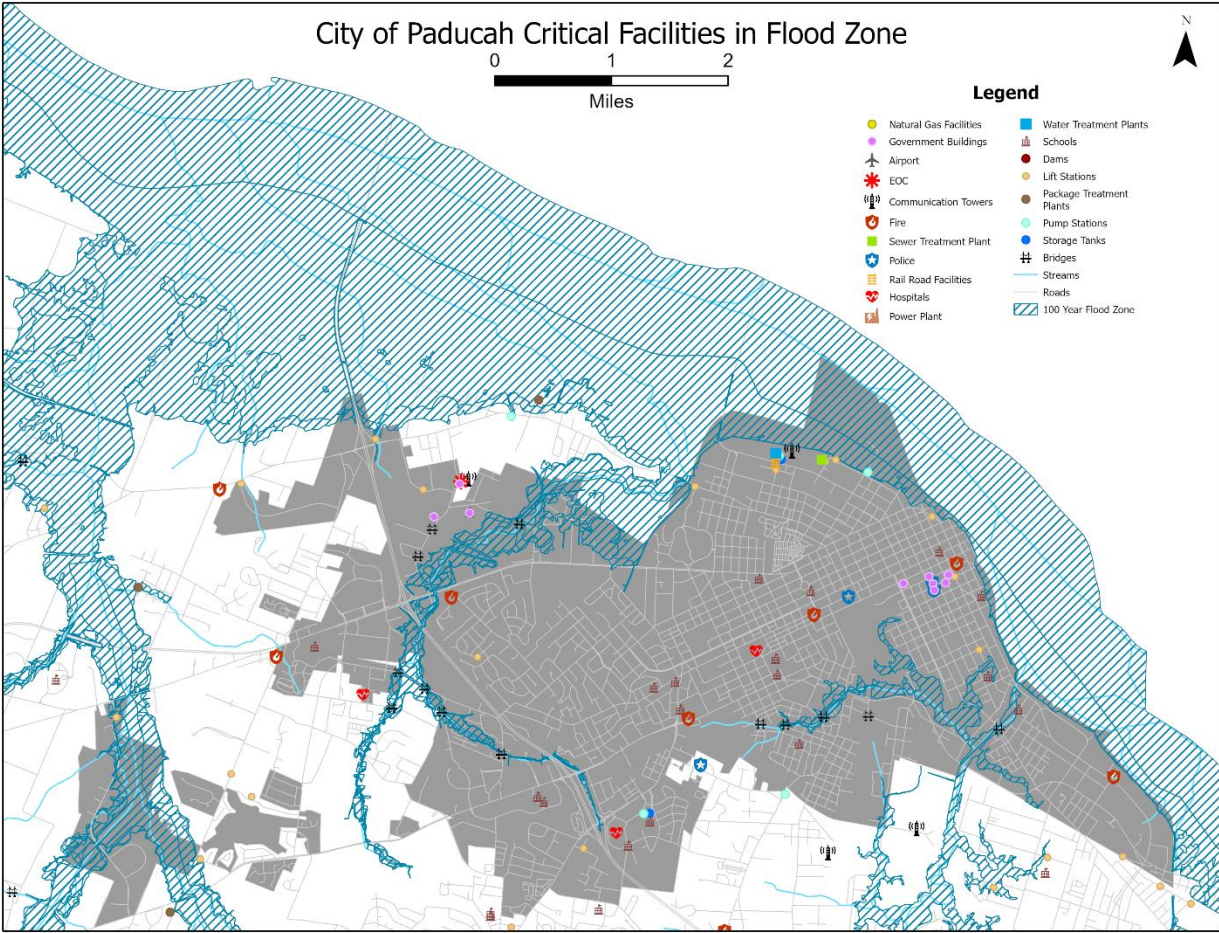 City of Paducah Critical Facilities in Flood Zone
0 1 2
Miles
N
Legend
Natural Gas Facilities
Government Buildings
Airport
EOC
Communication Towers
Fire
Sewer Treatment Plant
Police
Rail Road Facilities
Hospitals
Power Plant
Water Treatment Plants
Schools
Dams
Lift Stations
Package Treatment
Plants
Pump Stations
Storage Tanks
Bridges
Streams
Roads
100 Year Flood Zone